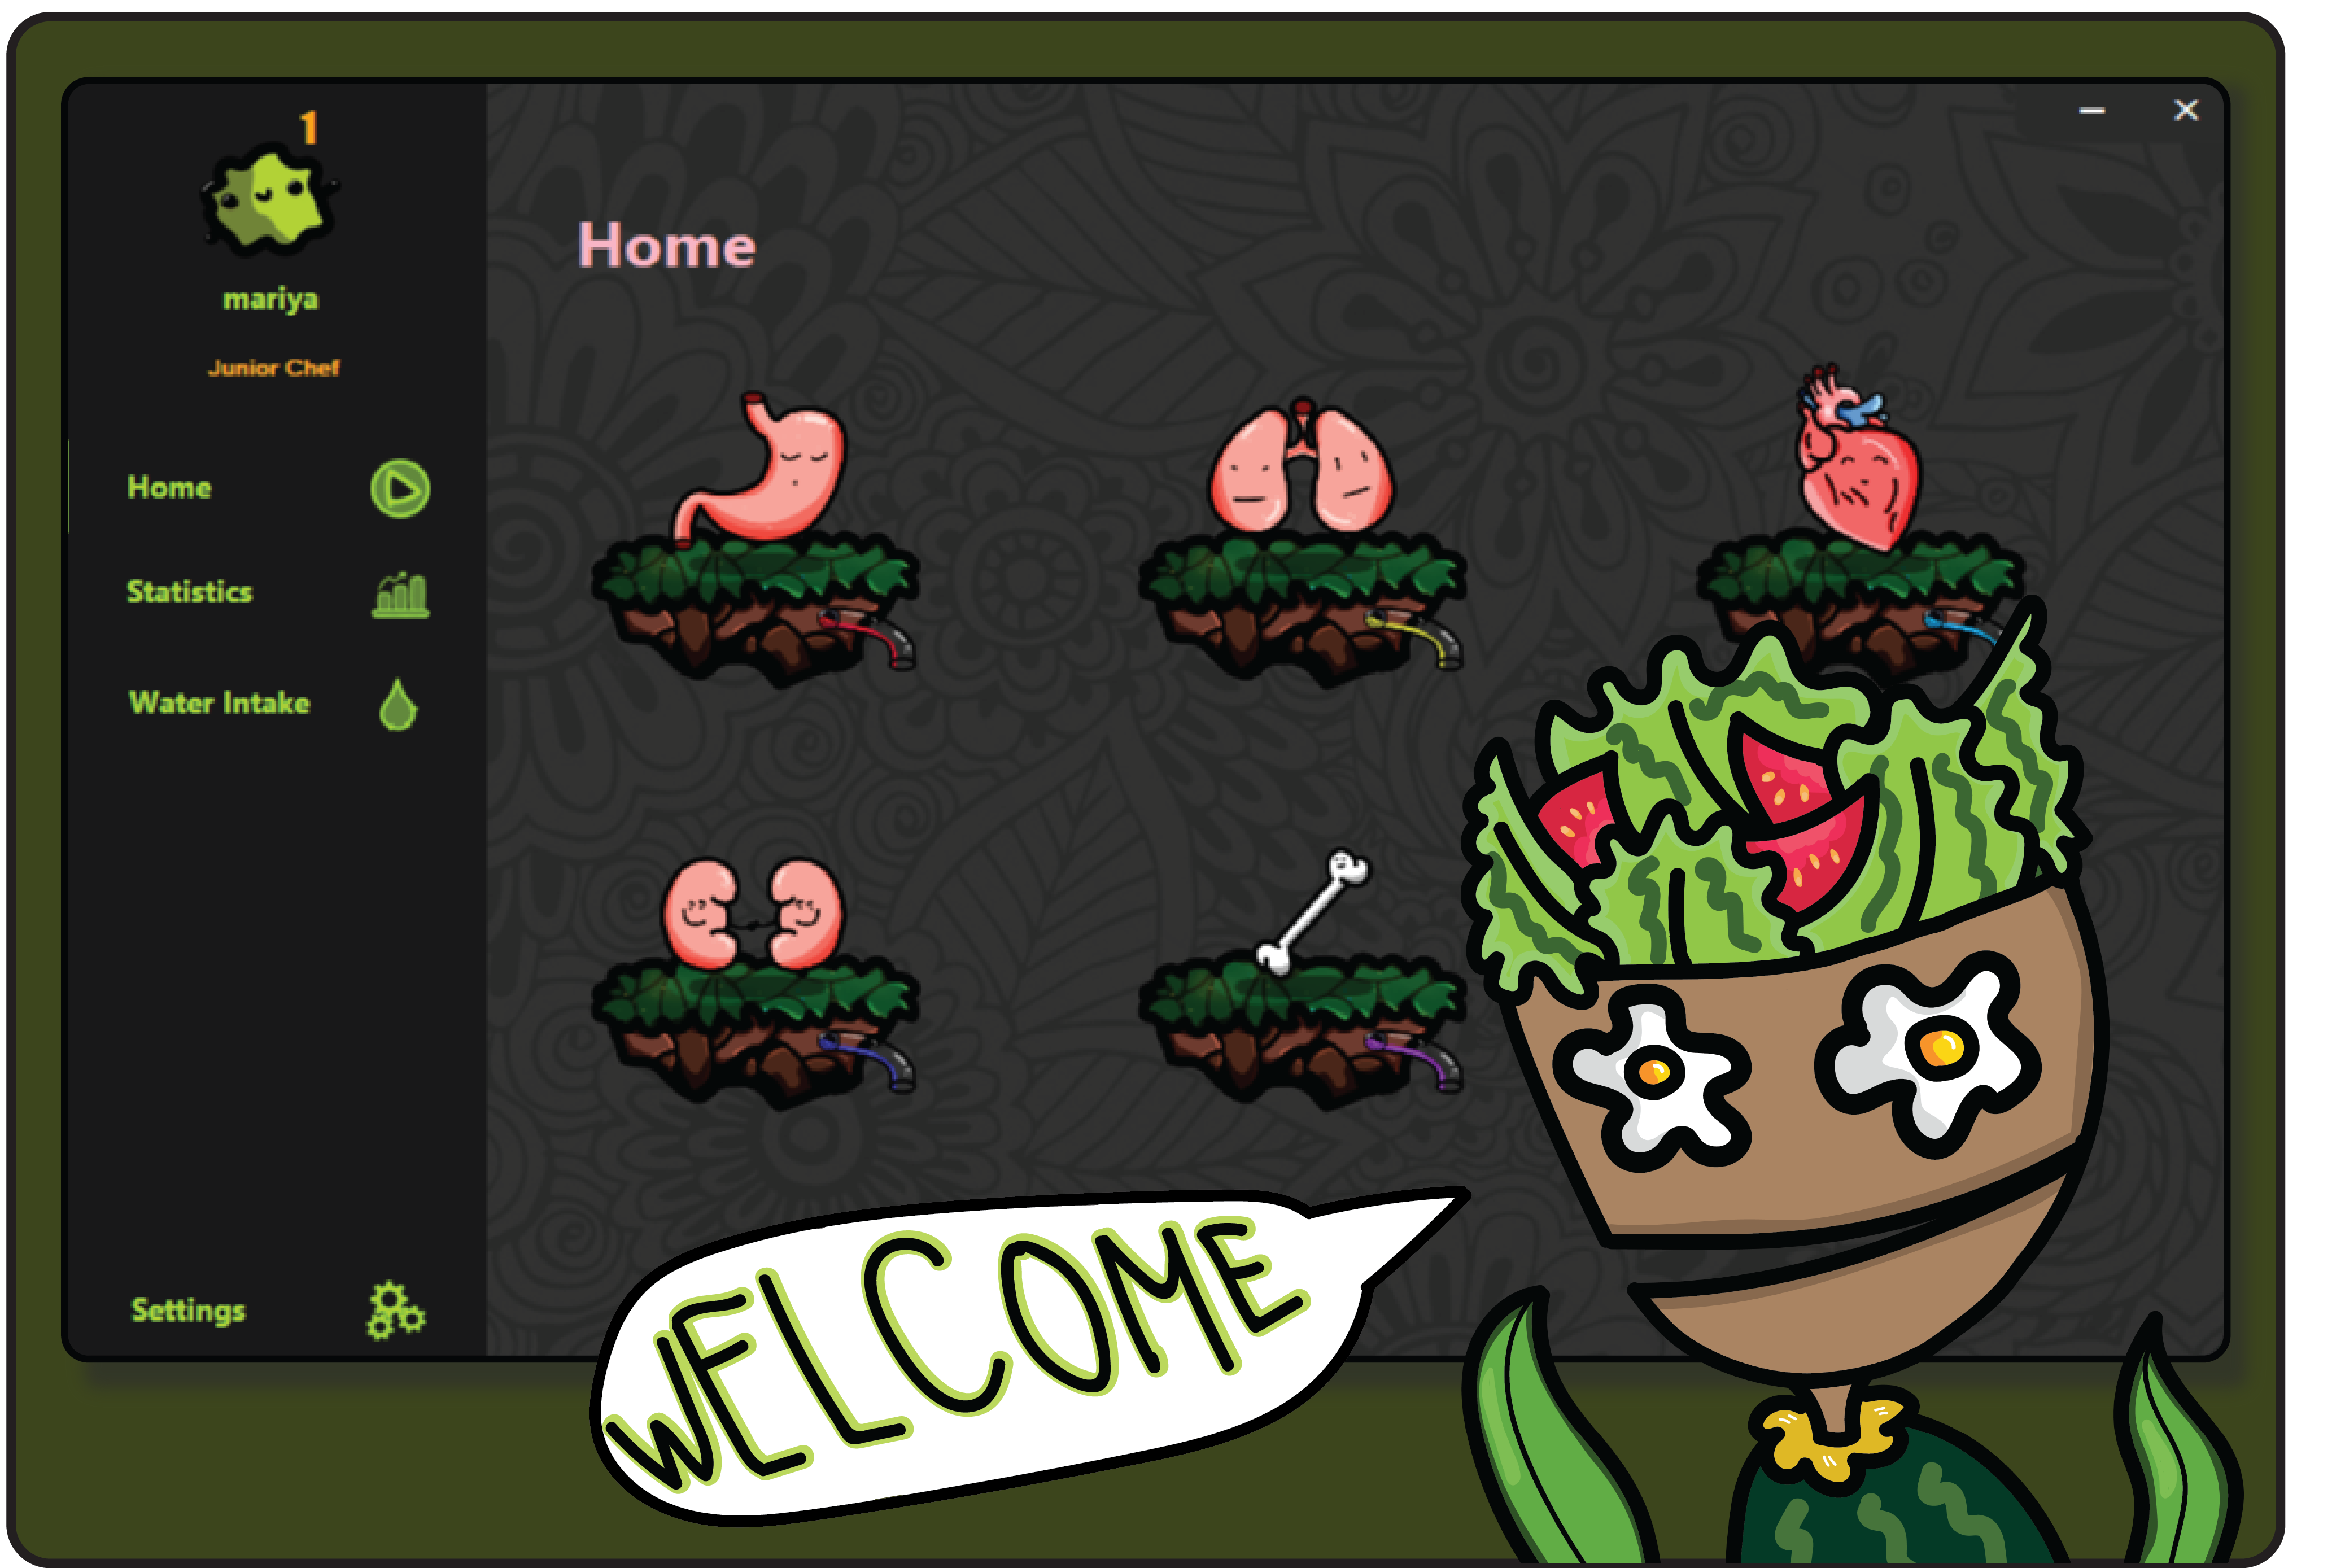 1
mariya
Junior Chef
Home
Statistics
Water Intake
Settings
Home
WELCOME